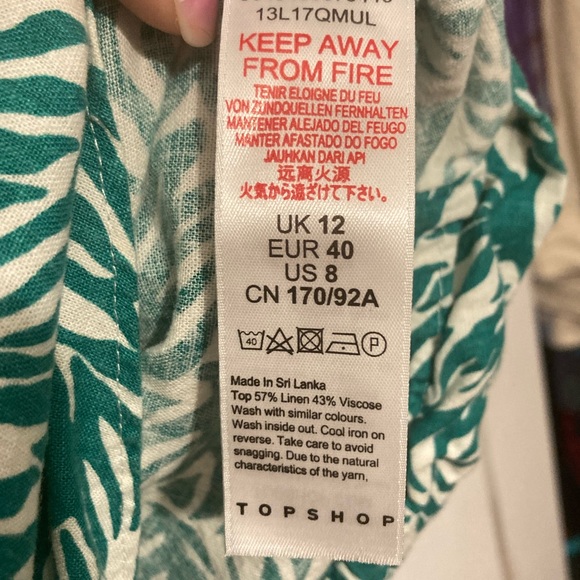 13L17QMUL
KEEP AWAY
FROM FIRE
TENIR ELOIGNE DU FEU
VON ZUNDQUELLEN FERNHALTEN
MANTENER ALEJADO DEL FEUGO
MANTER AFASTADO DO FOGO
JAUHKAN DARI API
远离火源
火気から遠ざけて下さい
UK 12
EUR 40
US 8
CN 170/92A
40 P
Made In Sri Lanka
Top 57% Linen 43% Viscose
Wash with similar colours.
Wash inside out. Cool iron on
reverse. Take care to avoid
snagging. Due to the natural
characteristics of the yarn,
TOPSHOP